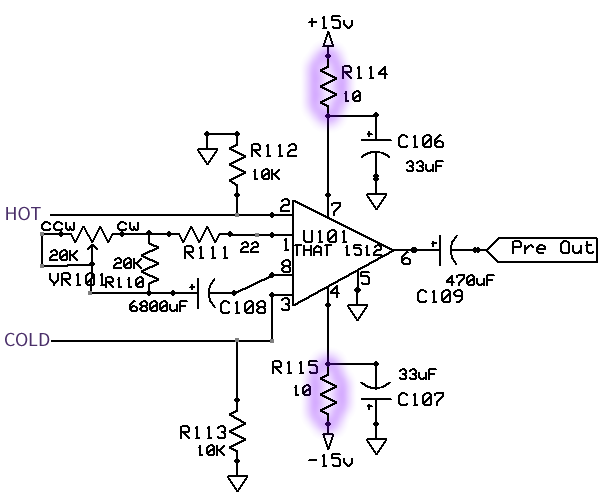 +15v
R114
10
+
C106
33uF
R112
10K
HOT
2
7
CCW
CW
U101
THAT 1512
R111
22
1
20K
VR101
20K
R110
8
6800uF
+
C108
3
5
4
6
+
470uF
C109
Pre Out
COLD
R115
10
33uF
+
C107
R113
10K
-15v